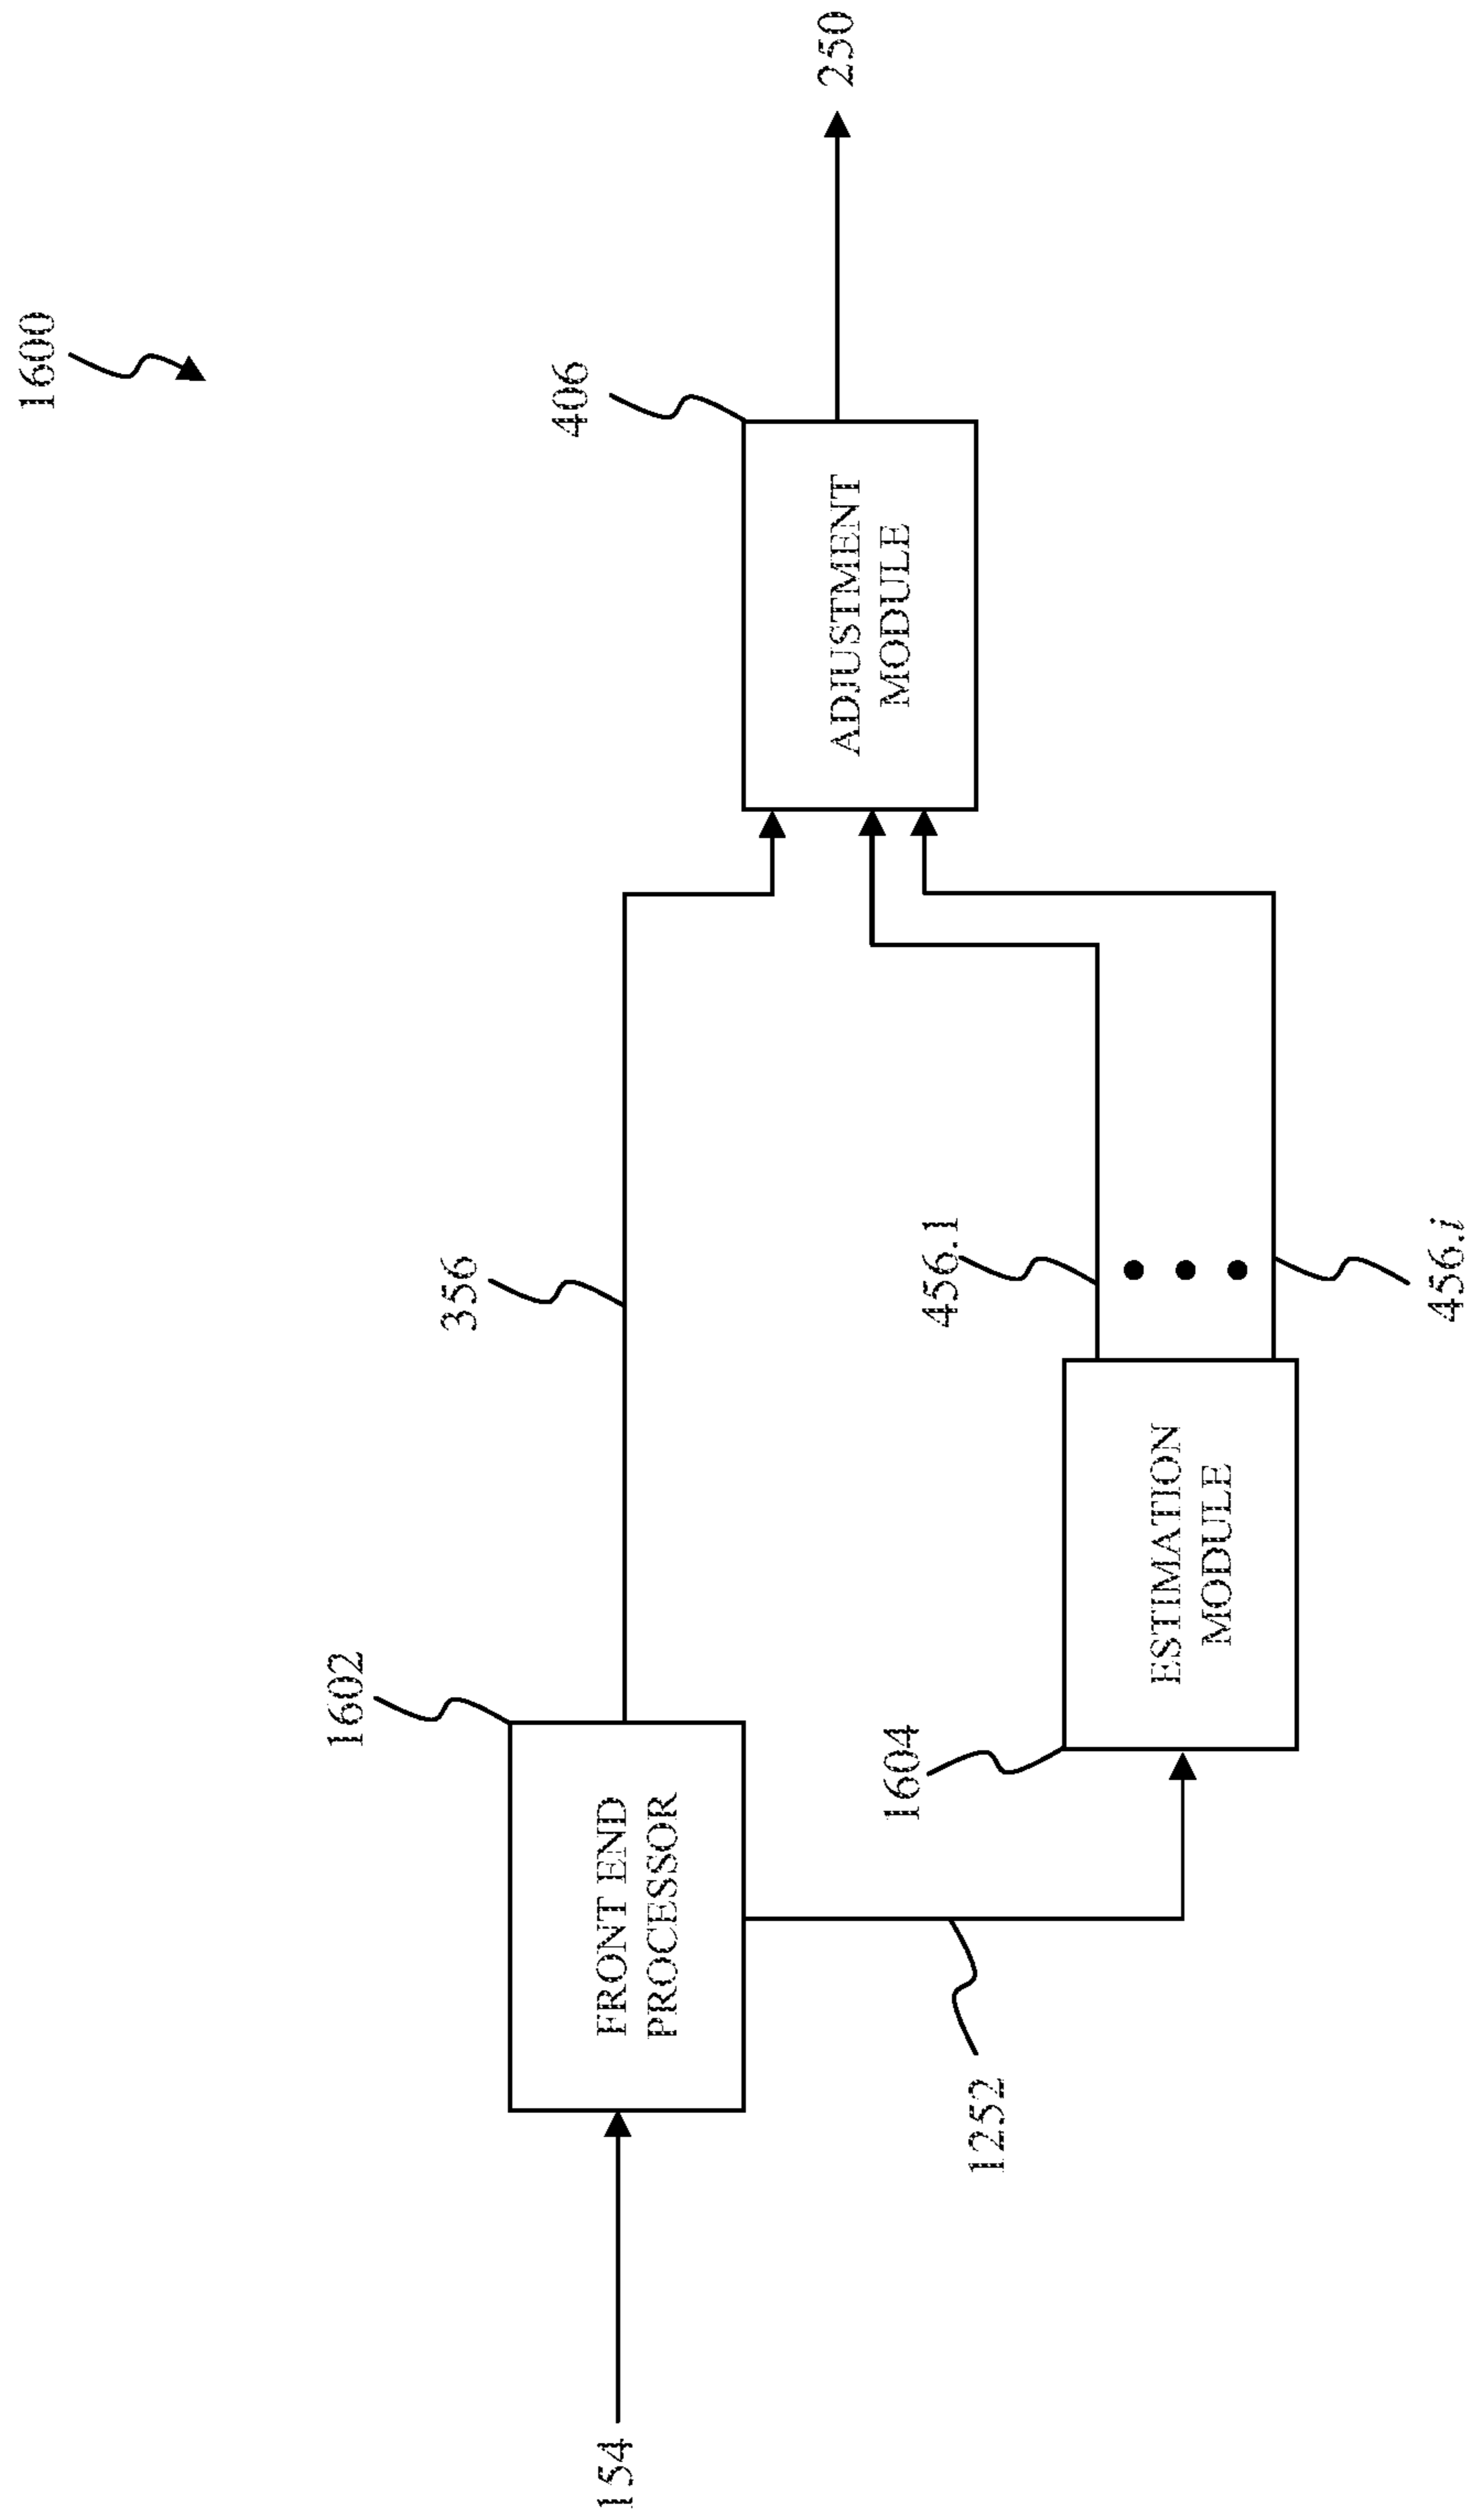 1600
154
FRONT END
PROCESSOR
1602
356
1252
ESTIMATION
MODULE
1604
456.1
456.i
ADJUSTMENT
MODULE
406
250